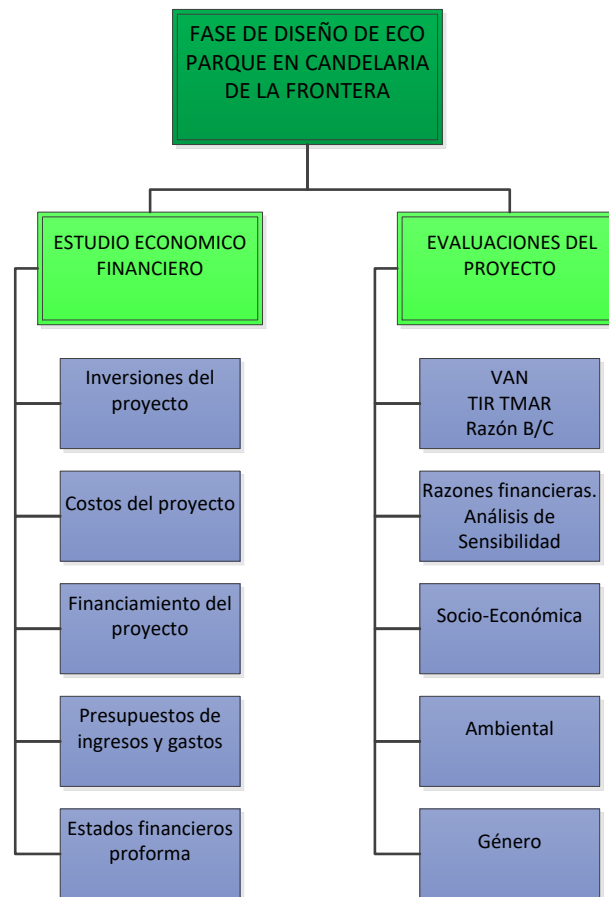 FASE DE DISEÑO DE ECO
PARQUE EN CANDELARIA
DE LA FRONTERA
ESTUDIO ECONOMICO
FINANCIERO
Inversiones del
proyecto
Costos del proyecto
Financiamiento del
proyecto
Presupuestos de
ingresos y gastos
Estados financieros
proforma
EVALUACIONES DEL
PROYECTO
VAN
TIR TMAR
Razón B/C
Razones financieras.
Análisis de
Sensibilidad
Socio-Económica
Ambiental
Género